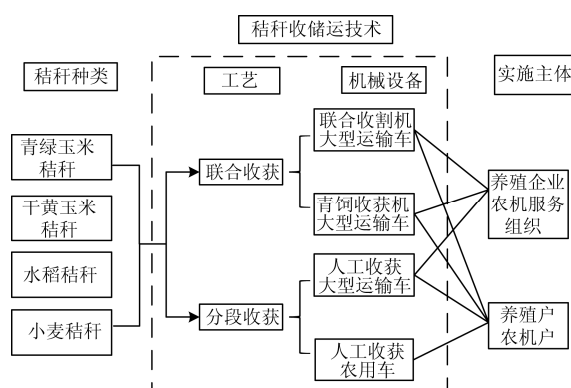 秸秆收储运技术
秸秆种类
工艺
机械设备
实施主体
青绿玉米
秸秆
干黄玉米
秸秆
水稻秸秆
小麦秸秆
联合收获
分段收获
联合收割机
大型运输车
青饲收获机
大型运输车
人工收获
大型运输车
人工收获
农用车
养殖企业
农机服务
组织
养殖户
农机户